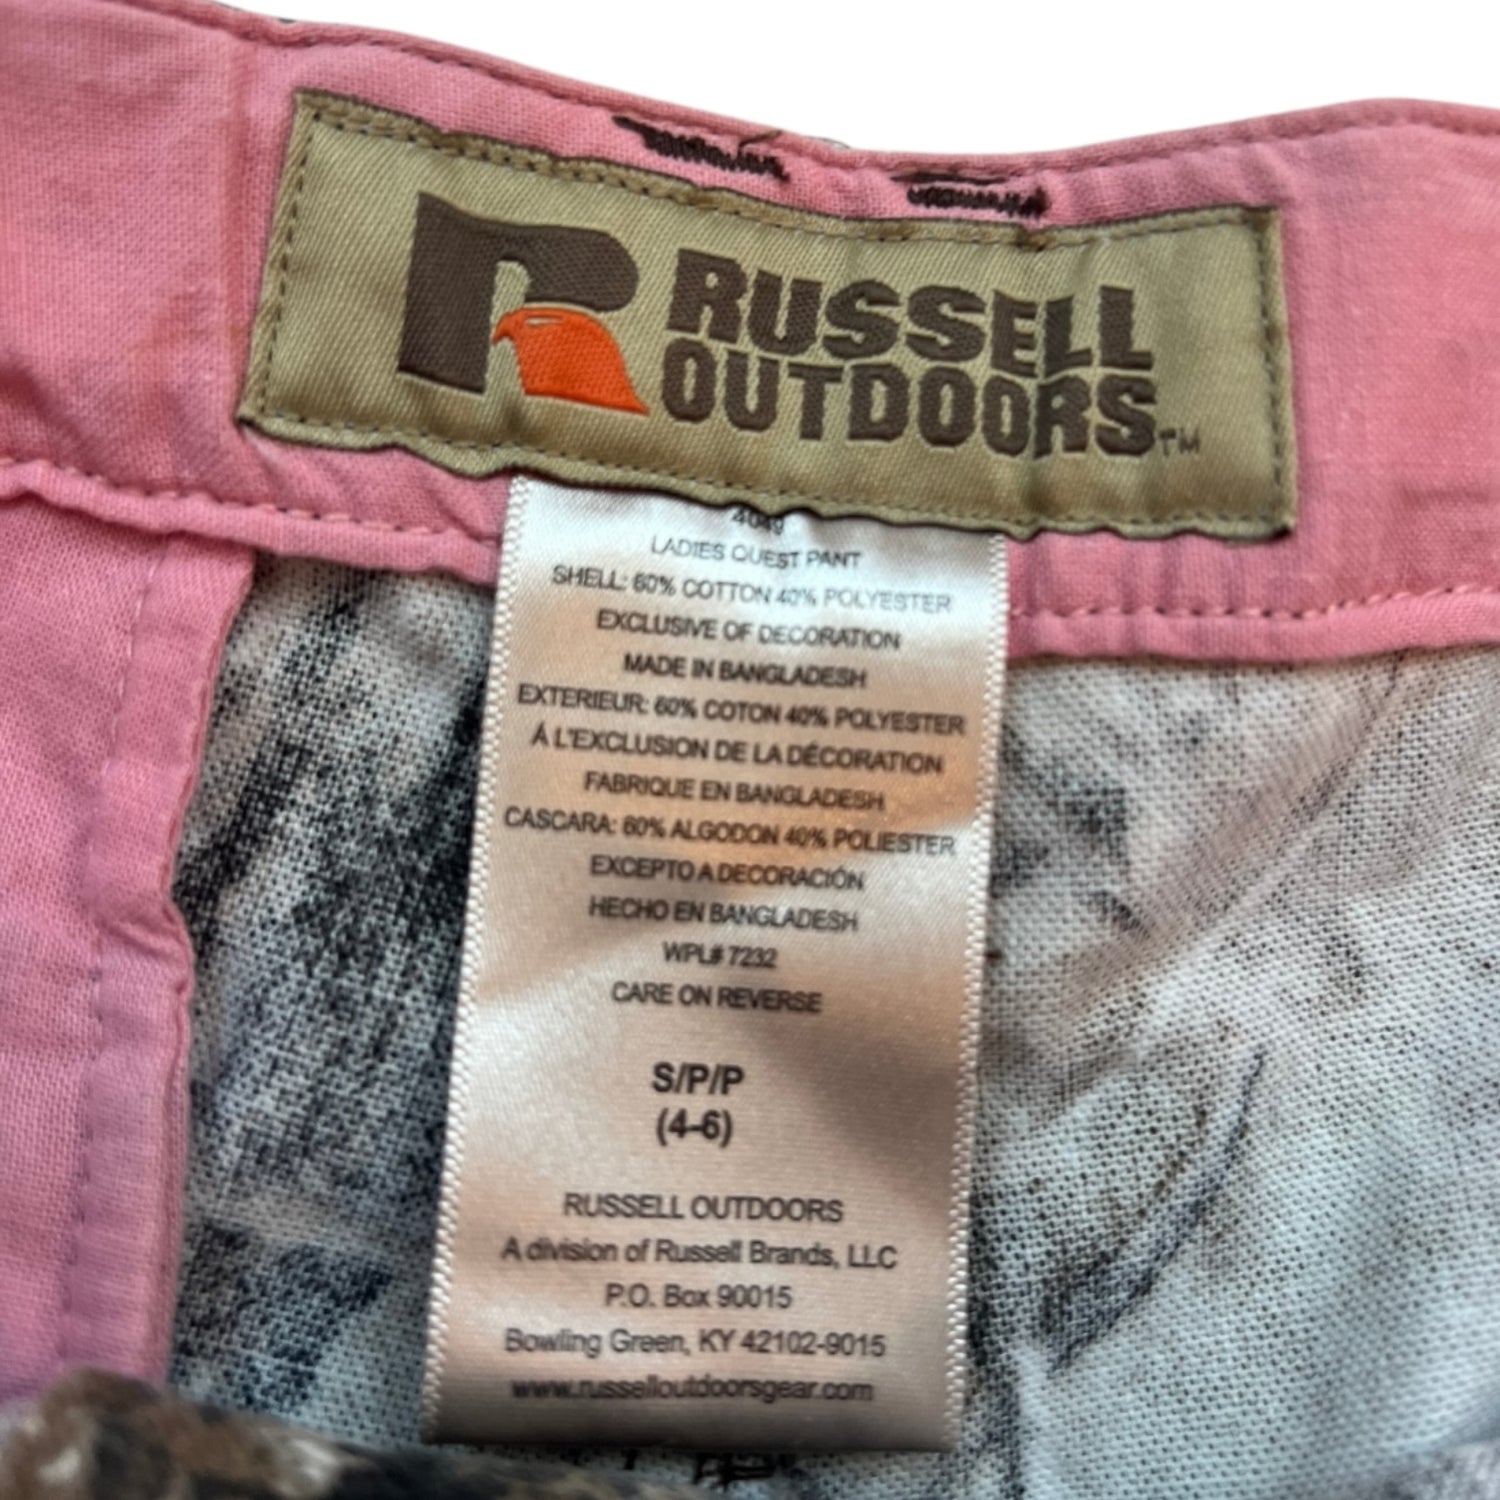 RUSSELL
OUTDOORS™
4049
LADIES QUEST PANT
SHELL: 60% COTTON 40% POLYESTER
EXCLUSIVE OF DECORATION
MADE IN BANGLADESH
EXTERIEUR: 60% COTON 40% POLYESTER
Á L'EXCLUSION DE LA DÉCORATION
FABRIQUE EN BANGLADESH
CASCARA: 60% ALGODON 40% POLIESTER
EXCEPTO A DECORACIÓN
HECHO EN BANGLADESH
WPL# 7232
CARE ON REVERSE
S/P/P
(4-6)
RUSSELL OUTDOORS
A division of Russell Brands, LLC
P.O. Box 90015
Bowling Green, KY 42102-9015
www.russelloutdoorsgear.com